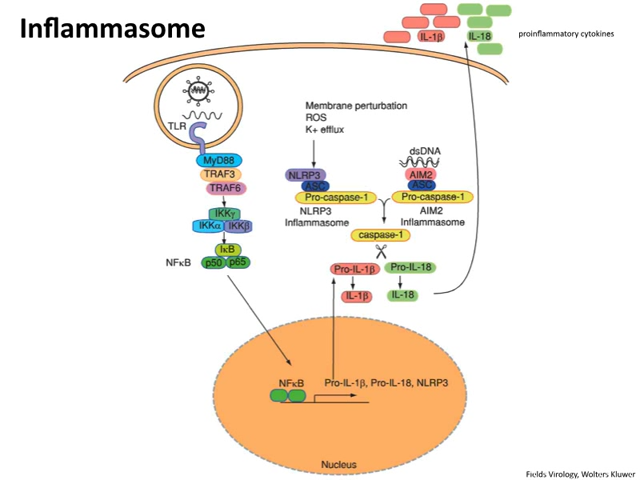 Inflammasome
IL-1β
IL-18
proinflammatory cytokines
TLR
MyD88
TRAF3
TRAF6
IKKγ
IKKα
IKKβ
IκB
NFκB
p50
p65
Membrane perturbation
ROS
K+ efflux
NLRP3
ASC
Pro-caspase-1
NLRP3
Inflammasome
dsDNA
AIM2
ASC
Pro-caspase-1
AIM2
Inflammasome
caspase-1
Pro-IL-1β
Pro-IL-18
IL-1β
IL-18
NFκB
Pro-IL-1β, Pro-IL-18, NLRP3
Nucleus
Fields Virology, Wolters Kluwer